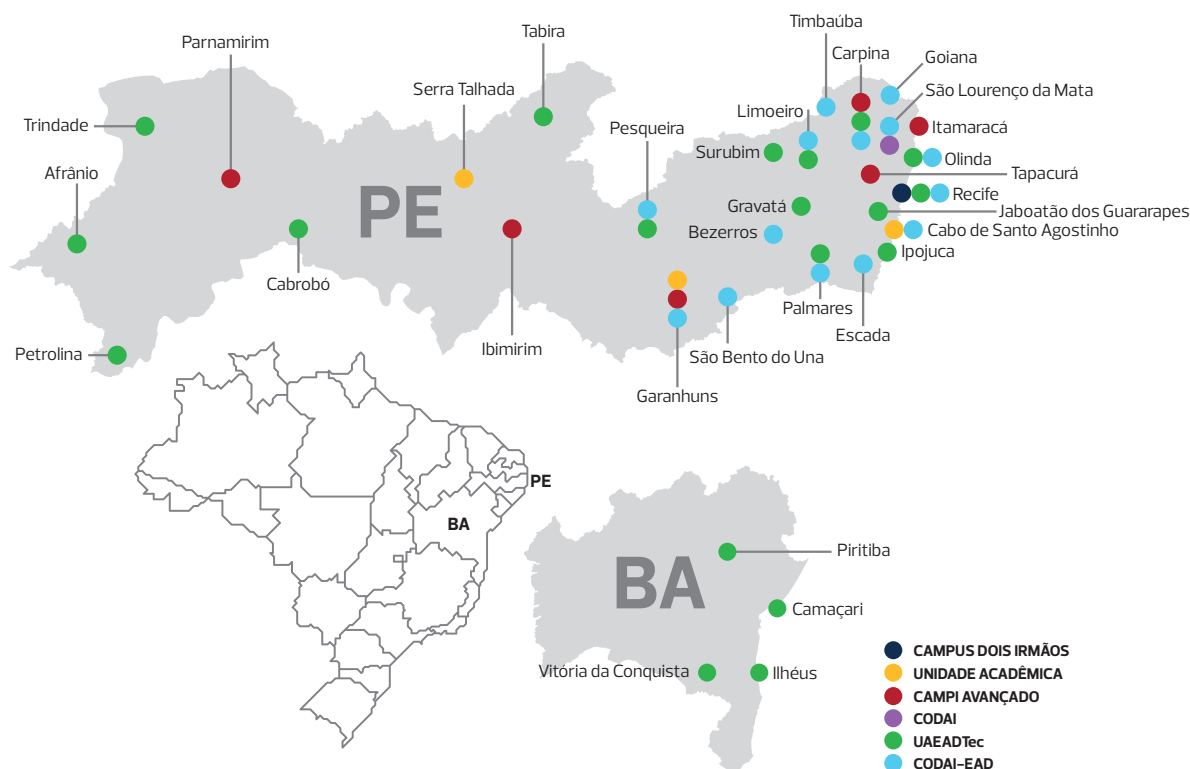 Timbaúba
Tabira
Parnamirim
Carpina
Goiana
Serra Talhada
São Lourenço da Mata
Limoeiro
Trindade
Pesqueira
Itamaracá
Surubim
Olinda
Afrânio
Tapacurá
PE
Recife
Gravatá
Jaboatão dos Guararapes
Bezerros
Cabo de Santo Agostinho
Ipojuca
Cabrobó
Palmares
Escada
Petrolina
Ibimirim
São Bento do Una
Garanhuns
PE
BA
Piritiba
BA
Camaçari
Vitória da Conquista
Ilhéus
CAMPUS DOIS IRMÃOS
UNIDADE ACADÊMICA
CAMPI AVANÇADO
CODAI
UAEADTec
CODAI-EAD